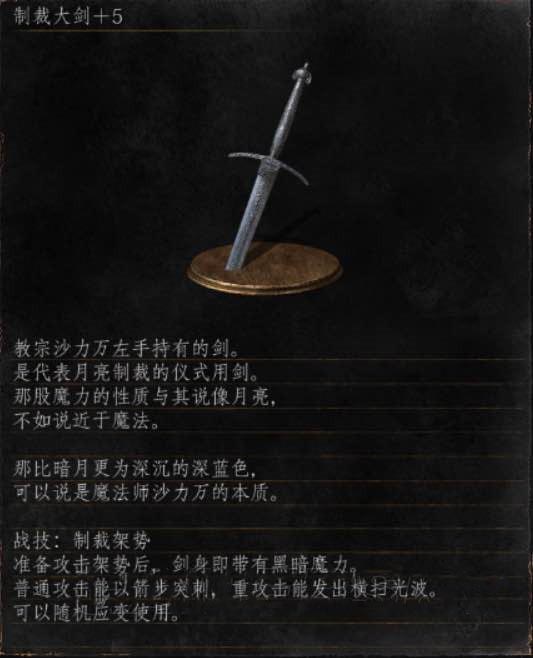 制裁大剑＋5
教宗沙力万左手持有的剑。
是代表月亮制裁的仪式用剑。
那股魔力的性质与其说像月亮，
不如说近于魔法。
那比暗月更为深沉的深蓝色，
可以说是魔法师沙力万的本质。
战技：制裁架势
准备攻击架势后，剑身即带有黑暗魔力。
普通攻击能以箭步突刺，重攻击能发出横扫光波。
可以随机应变使用。